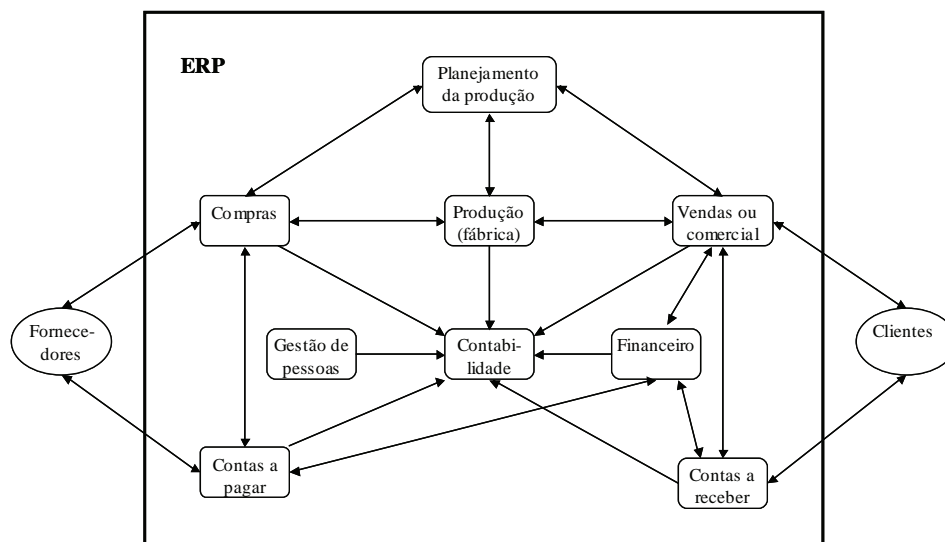 ERP
Planejamento
da produção
Compras
Produção
(fábrica)
Vendas ou
comercial
Fornece-
dores
Gestão de
pessoas
Contabi-
lidade
Financeiro
Clientes
Contas a
pagar
Contas a
receber